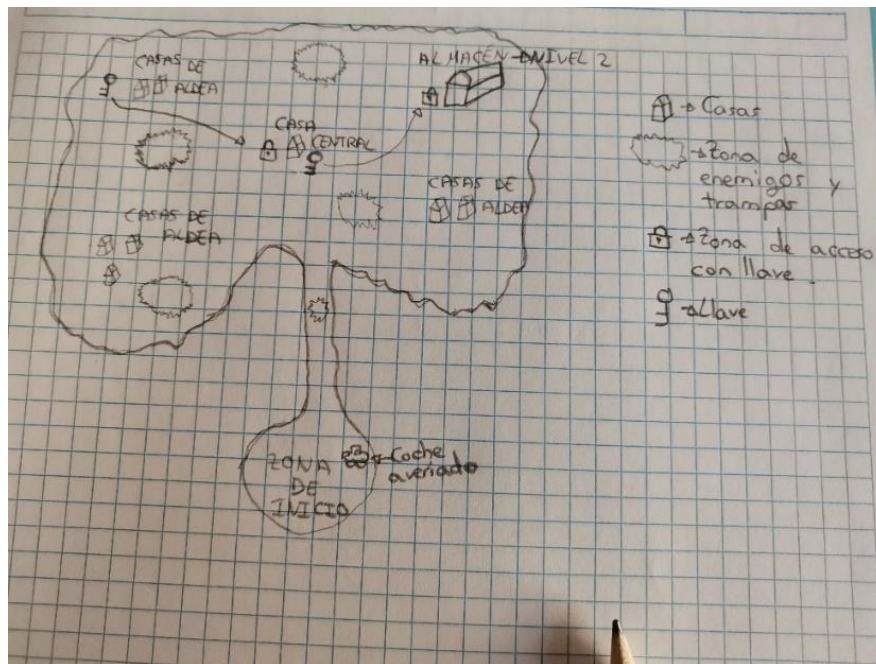 CASAS DE
ALDEA
ALMACÉN → NIVEL 2
CASA
CENTRAL
CASAS DE
ALDEA
CASAS DE
ALDEA
ZONA
DE
INICIO
Coche
averiado
→ Casas
→ Zona de
enemigos y
trampas
→ Zona de acceso
con llave.
→ Llave